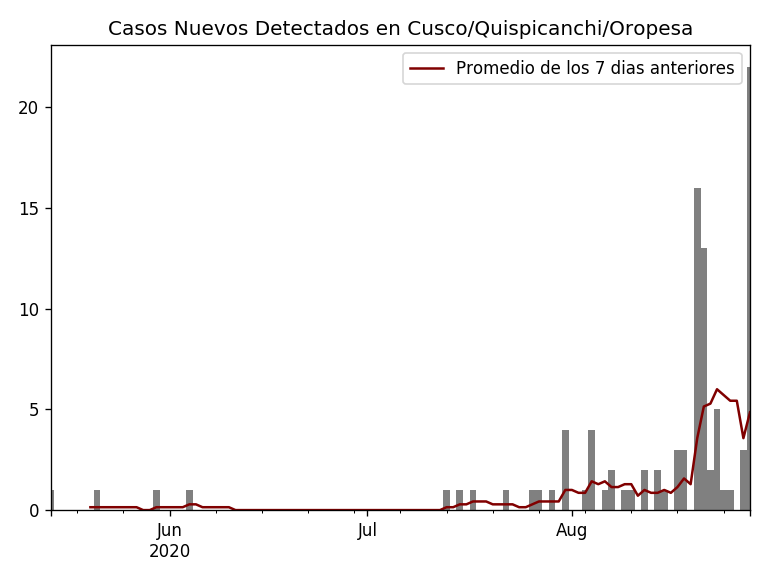 Casos Nuevos Detectados en Cusco/Quispicanchi/Oropesa
Promedio de los 7 dias anteriores
20
15
10
5
0
Jun
2020
Jul
Aug